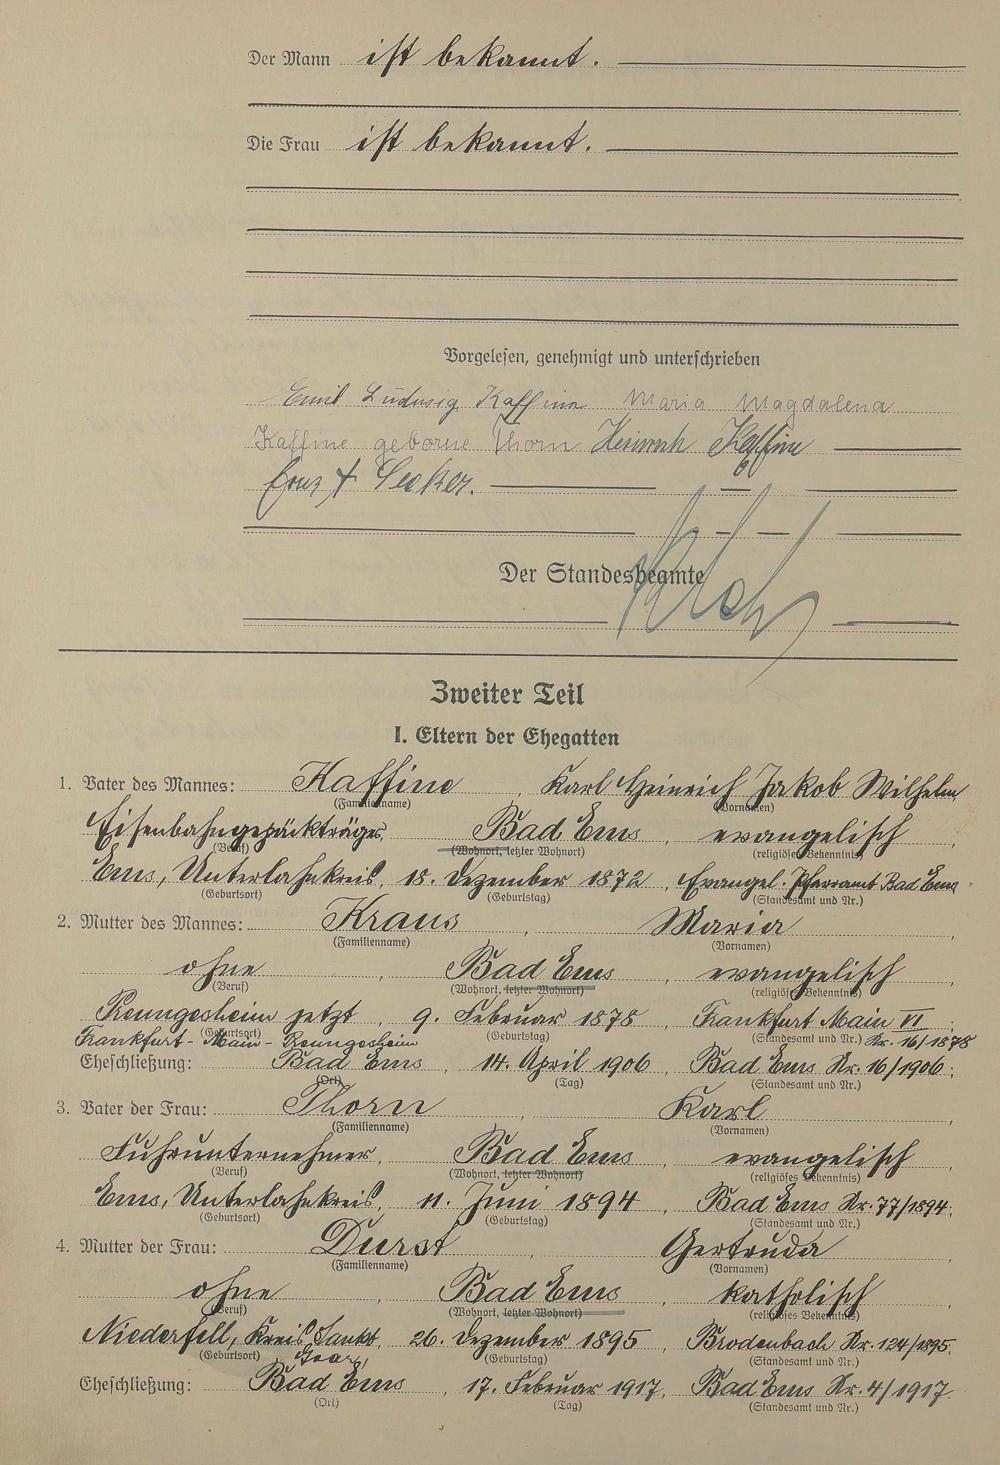 Der Mann ist bekannt.
Die Frau ist bekannt.
Vorgelesen, genehmigt und unterschrieben
Emil Ludwig Kaffine Maria Magdalena
Kaffine geborne Thorn Heinrich Kaffine
Der Standesbeamte
Zweiter Teil
I. Eltern der Ehegatten
1. Vater des Mannes: Kaffine, Karl Heinrich Jakob Wilhelm
(Familienname) (Vornamen)
Eisenbahngepäckträger, Bad Ems, evangelisch
(Beruf) (Wohnort, letzter Wohnort) (religiöses Bekenntnis)
Ems, Unterlahnkreis, 18. Dezember 1872, Evangel. Pfarramt Bad Ems
(Geburtsort) (Geburtstag) (Standesamt und Nr.)
2. Mutter des Mannes: Kraus, Maria,
(Familienname) (Vornamen)
ohne, Bad Ems, evangelisch
(Beruf) (Wohnort, letzter Wohnort) (religiöses Bekenntnis)
jetzt, 9. Februar 1878, Frankfurt Main VI
(Geburtsort) (Geburtstag) (Standesamt und Nr.) Nr. 16/1878
Frankfurt-Main-
Eheschließung: Bad Ems, 14. April 1906, Bad Ems Nr. 16/1906.
(Ort) (Tag) (Standesamt und Nr.)
3. Vater der Frau: Thorn, Karl,
(Familienname) (Vornamen)
Fuhrunternehmer, Bad Ems, evangelisch
(Beruf) (Wohnort, letzter Wohnort) (religiöses Bekenntnis)
Ems, Unterlahnkreis, 11. Juni 1894, Bad Ems Nr. 77/1894.
(Geburtsort) (Geburtstag) (Standesamt und Nr.)
4. Mutter der Frau: Durst, Gertruda,
(Familienname) (Vornamen)
ohne, Bad Ems, katholisch
(Beruf) (Wohnort, letzter Wohnort) (religiöses Bekenntnis)
Niederfell, Kreis Sankt 26. Dezember 1895, Brodenbach Nr. 124/1895.
(Geburtsort) Goar, (Geburtstag) (Standesamt und Nr.)
Eheschließung: Bad Ems, 17. Februar 1917, Bad Ems Nr. 4/1917.
(Ort) (Tag) (Standesamt und Nr.)